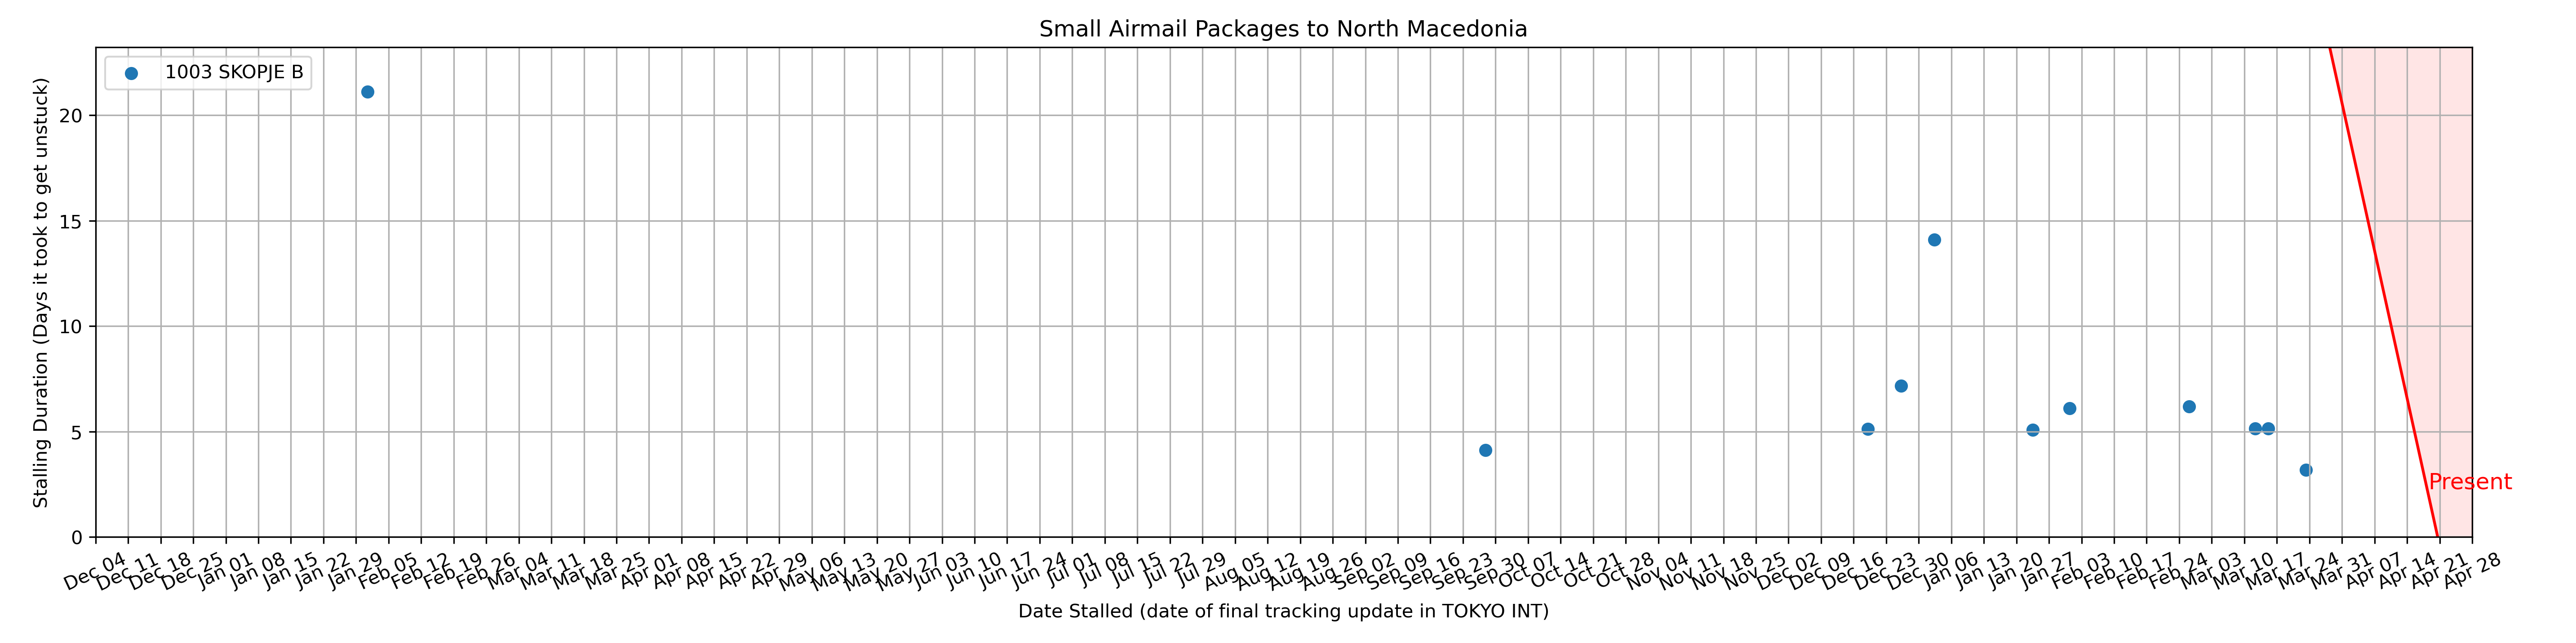 Small Airmail Packages to North Macedonia
1003 SKOPJE B
Stalling Duration (Days it took to get unstuck)
20
15
10
5
0
Present
Dec 04 Dec 11 Dec 18 Dec 25 Jan 01 Jan 08 Jan 15 Jan 22 Jan 29 Feb 05 Feb 12 Feb 19 Feb 26 Mar 04 Mar 11 Mar 18 Mar 25 Apr 01 Apr 08 Apr 15 Apr 22 Apr 29 May 06 May 13 May 20 May 27 Jun 03 Jun 10 Jun 17 Jun 24 Jul 01 Jul 08 Jul 15 Jul 22 Jul 29 Aug 05 Aug 12 Aug 19 Aug 26 Sep 02 Sep 09 Sep 16 Sep 23 Sep 30 Oct 07 Oct 14 Oct 21 Oct 28 Nov 04 Nov 11 Nov 18 Nov 25 Dec 02 Dec 09 Dec 16 Dec 23 Dec 30 Jan 06 Jan 13 Jan 20 Jan 27 Feb 03 Feb 10 Feb 17 Feb 24 Mar 03 Mar 10 Mar 17 Mar 24 Mar 31 Apr 07 Apr 14 Apr 21 Apr 28
Date Stalled (date of final tracking update in TOKYO INT)